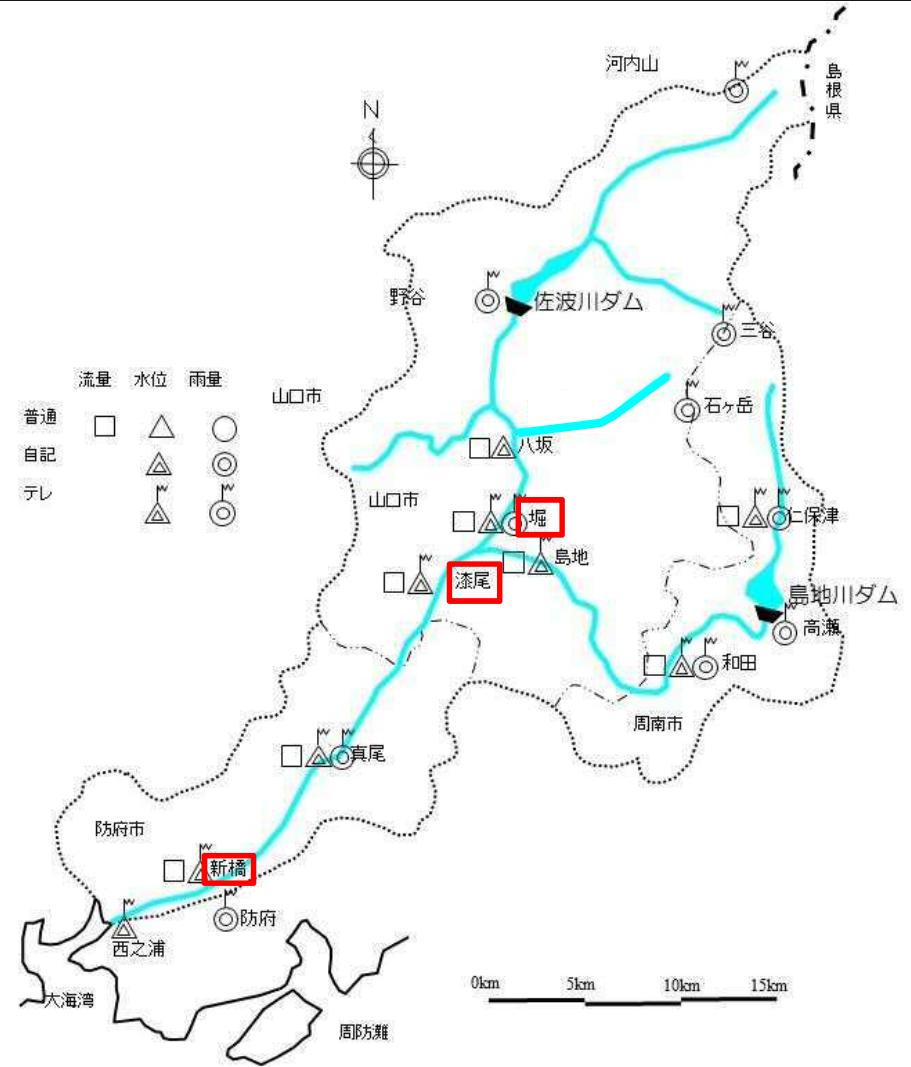 河内山
島根県
N
野谷
佐波川ダム
三谷
流量 水位 雨量
普通
自記
テレ
山口市
石ヶ岳
八坂
山口市
堀
仁保津
島地
漆尾
島地川ダム
高瀬
和田
周南市
真尾
防府市
新橋
防府
西之浦
大海湾
周防灘
0km 5km 10km 15km